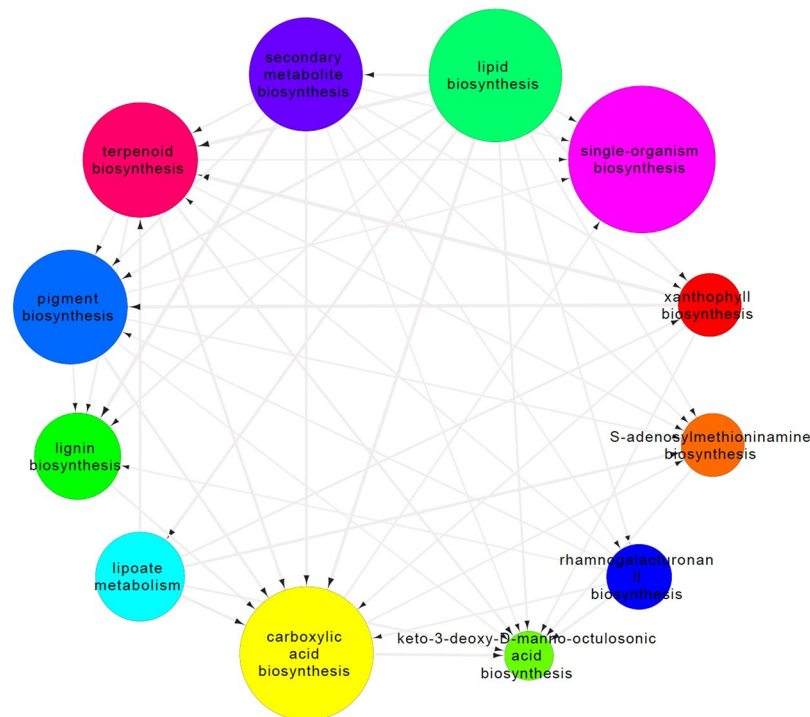 secondary
metabolite
biosynthesis
lipid
biosynthesis
terpenoid
biosynthesis
single-organism
biosynthesis
pigment
biosynthesis
xanthophyll
biosynthesis
lignin
biosynthesis
S-adenosylmethioninamine
biosynthesis
lipoate
metabolism
rhamnogalacturonan
II
biosynthesis
carboxylic
acid
biosynthesis
keto-3-deoxy-D-manno-octulosonic
acid
biosynthesis